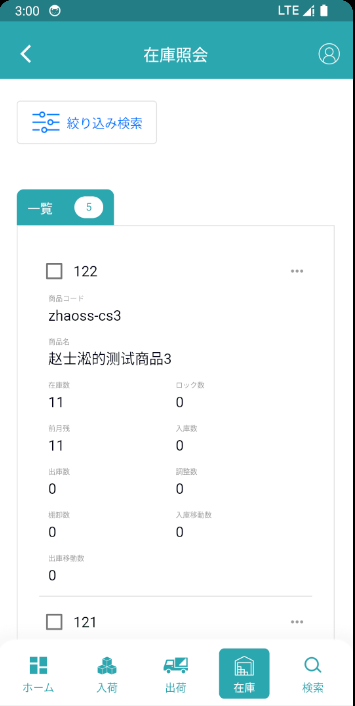 3:00 LTE
在庫照会
絞り込み検索
一覧 5
122
商品コード
zhaoss-cs3
商品名
赵士淞的测试商品3
在庫数 ロック数
11 0
前月残 入庫数
11 0
出庫数 調整数
0 0
棚卸数 入庫移動数
0 0
出庫移動数
0
121
ホーム 入荷 出荷 在庫 検索